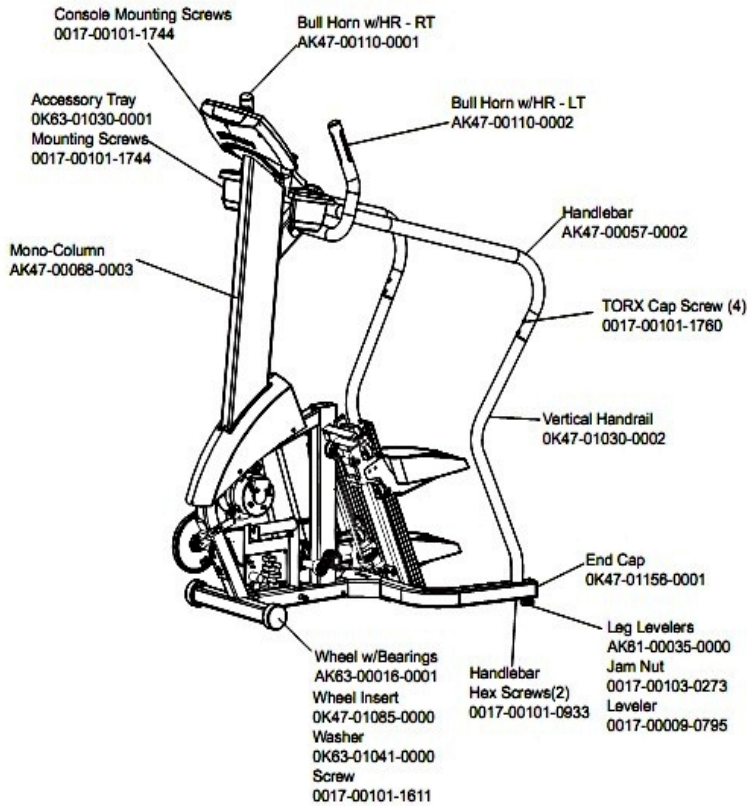 Console Mounting Screws
0017-00101-1744
Bull Horn w/HR - RT
AK47-00110-0001
Accessory Tray
0K63-01030-0001
Mounting Screws
0017-00101-1744
Bull Horn w/HR - LT
AK47-00110-0002
Handlebar
AK47-00057-0002
Mono-Column
AK47-00068-0003
TORX Cap Screw (4)
0017-00101-1760
Vertical Handrail
0K47-01030-0002
End Cap
0K47-01156-0001
Leg Levelers
AK61-00035-0000
Jam Nut
0017-00103-0273
Leveler
0017-00009-0795
Handlebar
Hex Screws(2)
0017-00101-0933
Wheel w/Bearings
AK63-00016-0001
Wheel Insert
0K47-01085-0000
Washer
0K63-01041-0000
Screw
0017-00101-1611